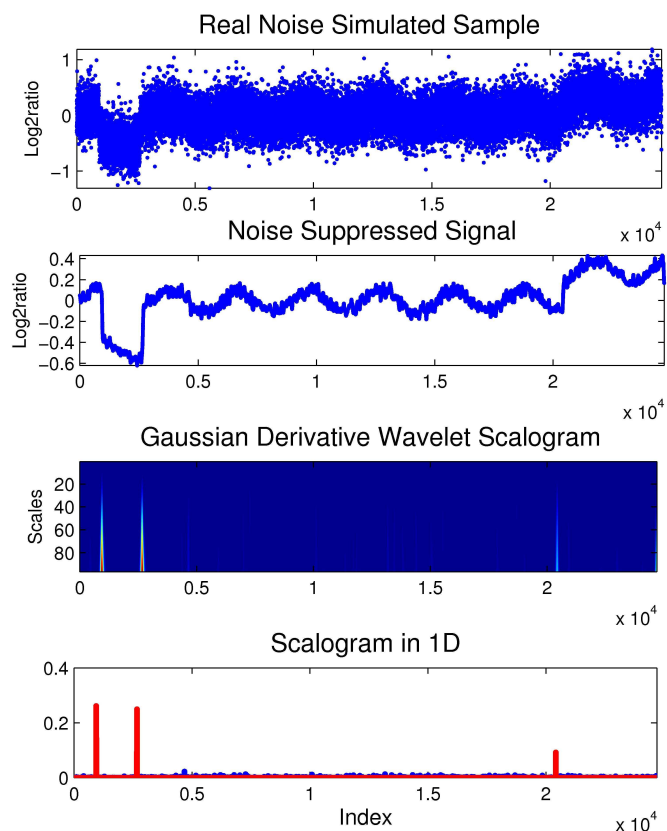 Real Noise Simulated Sample
1
0
−1
Log2ratio
0 0.5 1 1.5 2
x 10^4
Noise Suppressed Signal
0.4
0.2
0
−0.2
−0.4
−0.6
Log2ratio
0 0.5 1 1.5 2
x 10^4
Gaussian Derivative Wavelet Scalogram
20
40
60
80
Scales
0 0.5 1 1.5 2
x 10^4
Scalogram in 1D
0.4
0.2
0
0 0.5 1 1.5 2
Index
x 10^4